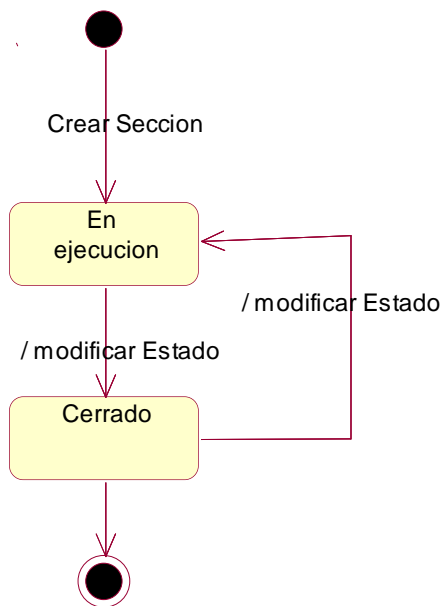 Crear Seccion
En
ejecucion
/ modificar Estado
/ modificar Estado
Cerrado